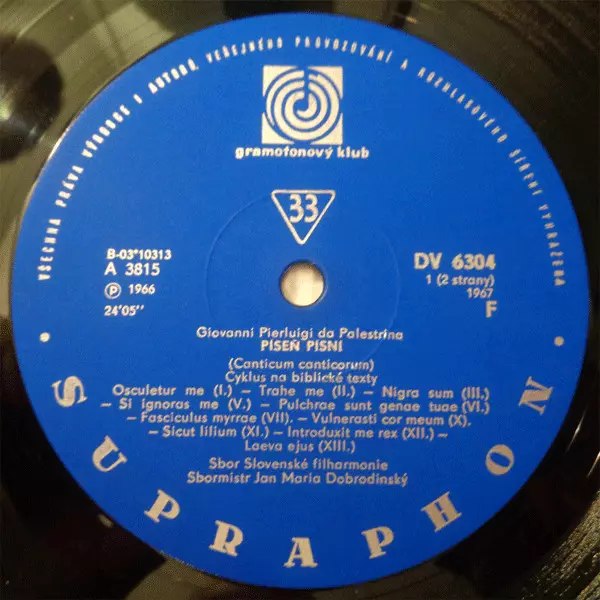 VŠECHNA PRÁVA VÝROBCE I AUTORŮ, VEŘEJNÉHO PROVOZOVÁNÍ A ROZHLASOVÉHO ŠÍŘENÍ VYHRAZENA
gramofonový klub
33
B-03*10313
A 3815
Ⓟ 1966
24'05''
DV 6304
1 (2 strany)
1967
F
Giovanni Pierluigi da Palestrina
PÍSEŇ PÍSNÍ
(Canticum canticorum)
Cyklus na biblické texty
Osculetur me (I.) – Trahe me (II.) – Nigra sum (III.)
– Si ignoras me (V.) – Pulchrae sunt genae tuae (VI.)
– Fasciculus myrrae (VII). – Vulnerasti cor meum (X).
– Sicut lilium (XI.) – Introduxit me rex (XII.) –
Laeva ejus (XIII.)
Sbor Slovenské filharmonie
Sbormistr Jan Maria Dobrodinský
• SUPRAPHON •